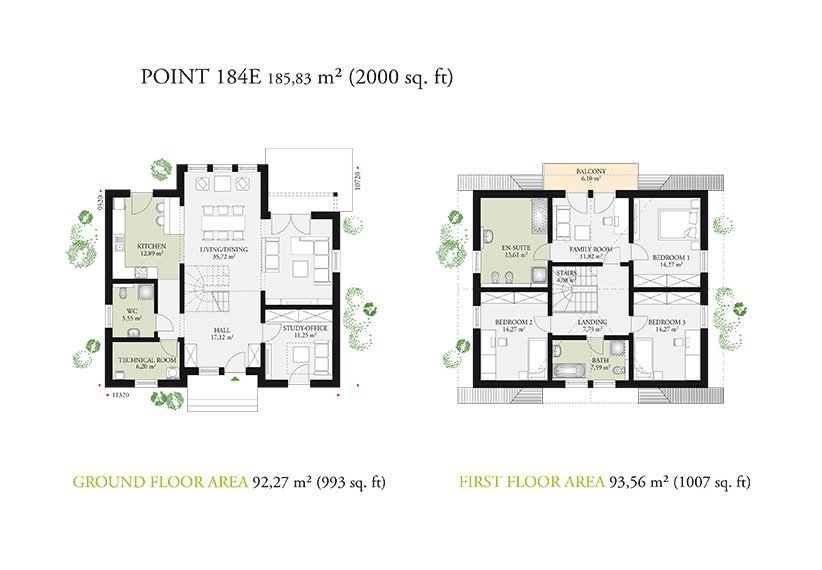 POINT 184E 185,83 m² (2000 sq. ft)
9520
10720
KITCHEN
12,89 m²
LIVING/DINING
35,72 m²
WC
5,55 m²
HALL
17,12 m²
STUDY-OFFICE
11,25 m²
TECHNICAL ROOM
6,20 m²
11320
GROUND FLOOR AREA 92,27 m² (993 sq. ft)
BALCONY
6,10 m²
EN-SUITE
13,61 m²
FAMILY ROOM
11,82 m²
BEDROOM 1
14,27 m²
STAIRS
4,98 m²
BEDROOM 2
14,27 m²
LANDING
7,75 m²
BEDROOM 3
14,27 m²
BATH
7,59 m²
FIRST FLOOR AREA 93,56 m² (1007 sq. ft)